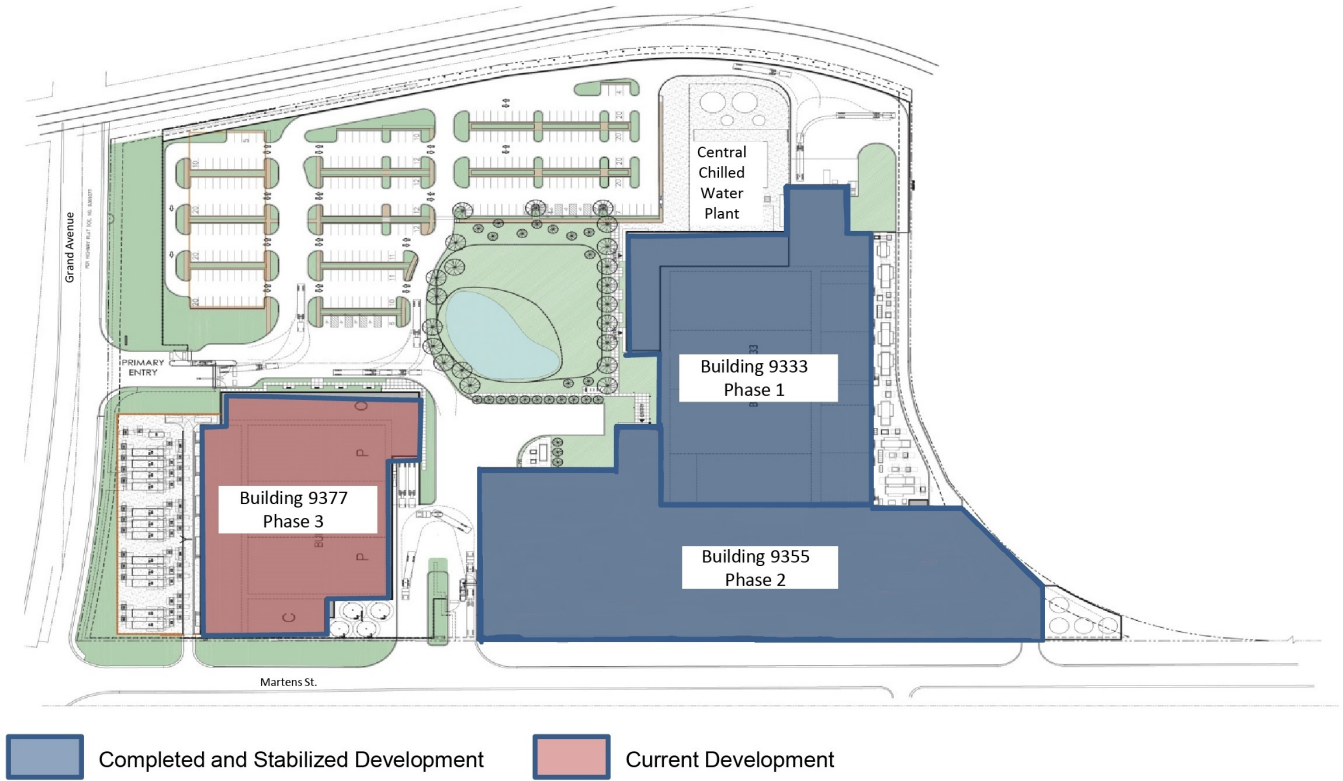 Central
Chilled
Water
Plant
Grand Avenue
PRIMARY
ENTRY
Building 9333
Phase 1
Building 9377
Phase 3
Building 9355
Phase 2
Martens St.
Completed and Stabilized Development
Current Development